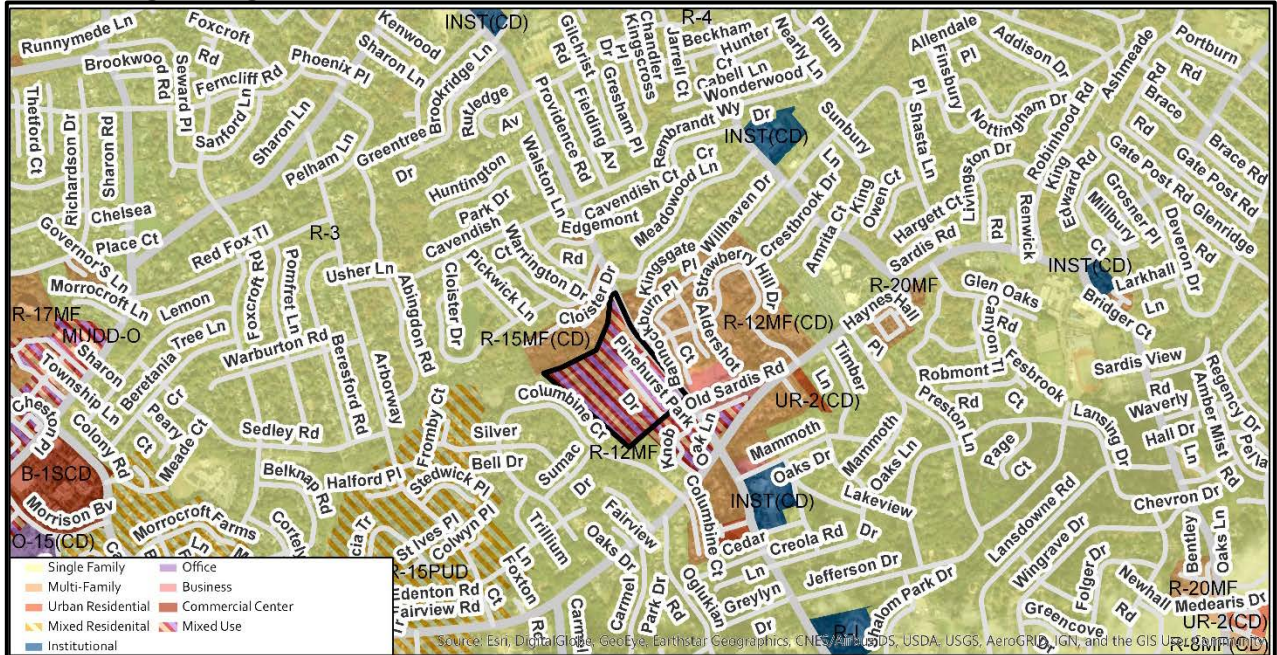 INST(CD)
R-4
Runnymede Ln
Foxcroft
Rd
Brookwood Rd
Seward Pl
Ferncliff Rd
Sanford Ln
Phoenix Pl
Kenwood
Sharon Ln
Brookridge Ln
Rutledge
Av
Gilchrist
Rd
Fielding Av
Dr
Pl
Gresham Pl
Chandler
Kingscross
Jarrell Ct
Beckham
Ct
Hunter
Nearly Ln
Plum
Cabell Ln
Wonderwood
Allendale
Pl
Finsbury
Addison Dr
Nottingham Dr
Ashmeade
Portburn
Rd
Brace
Rd
Brace Rd
Thetford Ct
Richardson Dr
Sharon Rd
Sharon Ln
Pelham Ln
Greentree
Dr
Huntington
Park Dr
Walston Ln
Providence Rd
Rembrandt Wy
Dr
INST(CD)
Sunbury
Ln
Pl
Shasta Ln
Livingston Dr
Rd
Robinhood Rd
King
Edward Rd
Gate Post Rd
Gate Post Rd
Glenridge
Rd
Grosner Pl
Millbury
Ct
Deveron Dr
Chelsea
Place Ct
Governor'S Ln
Red Fox Tl
R-3
Cavendish
Ct
Cavendish Ct
Edgemont
Rd
Meadowood Ln
Cr
Willhaven Dr
Crestbrook Dr
King
Owen Ct
Amrita Ct
Hargett Ct
Sardis Rd
Renwick
INST(CD)
Larkhall
Ln
Bridger Ct
Morrocroft Ln
Lemon
Tree Ln
Foxcroft Rd
Pomfret Ln
Usher Ln
Abingdon Rd
Cloister Dr
Warrington Dr
Pickwick Ln
Cloister Dr
Kingsgate
Pl
Strawberry Hill Dr
R-20MF
Glen Oaks
Rd
R-17MF
MUDD-O
Sharon
Township Ln
Beretania
Cr
Warburton Rd
Beresford Rd
Arborway
R-15MF(CD)
Bannockburn Pl
Ct
Aldershot
R-12MF(CD)
Haynes Hall
Pl
Timber
Ln
Canyon Tl
Fesbrook
Ct
Robmont
Rd
Sardis View
Rd
Waverly
Hall Dr
Ln
Amber Mist Rd
Regency Dr
Perla
Cheston
Pl
Colony Rd
Peary
Ct
Meade Ct
Sedley Rd
Fromby Ct
Silver
Bell Dr
Columbine Ct
Pinehurst
Dr
Park
Old Sardis Rd
UR-2(CD)
Preston Ln
Page
Ct
Lansing Dr
B-1SCD
Morrison Bv
Morrocroft Farms
Ln
Belknap Rd
Halford Pl
Stedwick Pl
Sumac
Dr
R-12MF
Knob
Oak Ln
Mammoth
Oaks Dr
Mammoth
Oaks Ln
Lakeview
Dr
Chevron Dr
O-15(CD)
St Ives Pl
Colwyn Pl
Trillium
Ln
Oaks Dr
Fairview
Rd
Columbine
Ct
INST(CD)
Cedar
Creola Rd
Lansdowne Rd
Wingrave Dr
Bentley
Oaks Ln
R-15PUD
Edenton Rd
Fairview Rd
Foxton
Ct
Carmel
Carmel
Park Dr
Oglukian
Greylyn
Dr
Jefferson Dr
Folger
Dr
Newhall
Rd
Greencove
R-20MF
Medearis Dr
UR-2(CD)
R-8MF(CD)
R-I
Shalom Park Dr
Single Family
Office
Multi-Family
Business
Urban Residential
Commercial Center
Mixed Residenital
Mixed Use
Institutional
Source: Esri, DigitalGlobe, GeoEye, Earthstar Geographics, CNES/Airbus DS, USDA, USGS, AeroGRID, IGN, and the GIS User Community